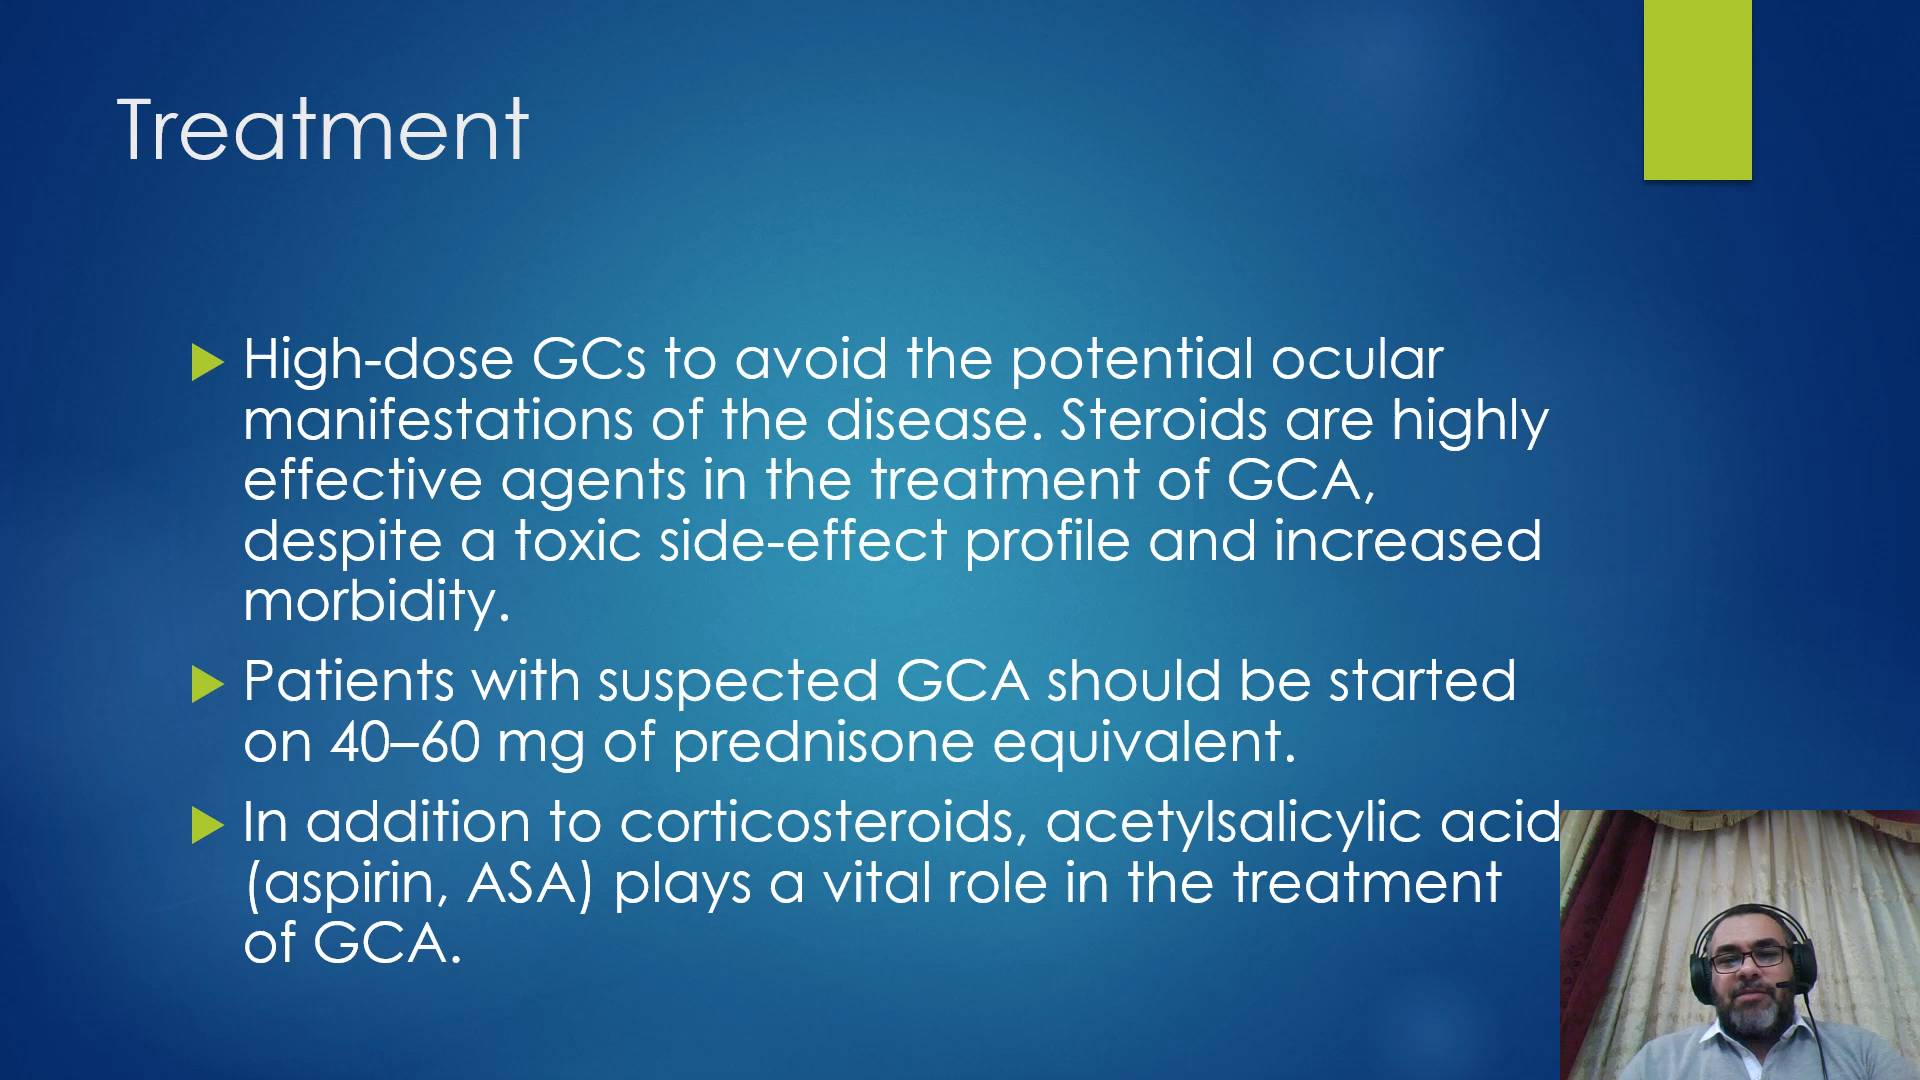 Treatment
High-dose GCs to avoid the potential ocular
manifestations of the disease. Steroids are highly
effective agents in the treatment of GCA,
despite a toxic side-effect profile and increased
morbidity.
Patients with suspected GCA should be started
on 40–60 mg of prednisone equivalent.
In addition to corticosteroids, acetylsalicylic acid
(aspirin, ASA) plays a vital role in the treatment
of GCA.